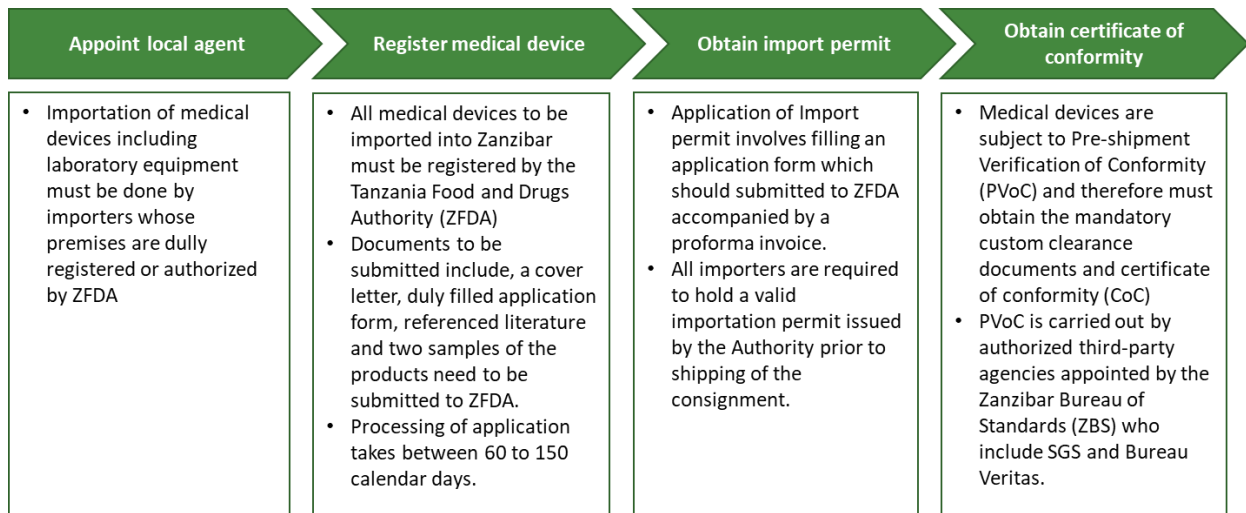 Appoint local agent
Register medical device
Obtain import permit
Obtain certificate of
conformity
• Importation of medical
devices including
laboratory equipment
must be done by
importers whose
premises are dully
registered or authorized
by ZFDA
• All medical devices to be
imported into Zanzibar
must be registered by the
Tanzania Food and Drugs
Authority (ZFDA)
• Documents to be
submitted include, a cover
letter, duly filled application
form, referenced literature
and two samples of the
products need to be
submitted to ZFDA.
• Processing of application
takes between 60 to 150
calendar days.
• Application of Import
permit involves filling an
application form which
should submitted to ZFDA
accompanied by a
proforma invoice.
• All importers are required
to hold a valid
importation permit issued
by the Authority prior to
shipping of the
consignment.
• Medical devices are
subject to Pre-shipment
Verification of Conformity
(PVoC) and therefore must
obtain the mandatory
custom clearance
documents and certificate
of conformity (CoC)
• PVoC is carried out by
authorized third-party
agencies appointed by the
Zanzibar Bureau of
Standards (ZBS) who
include SGS and Bureau
Veritas.